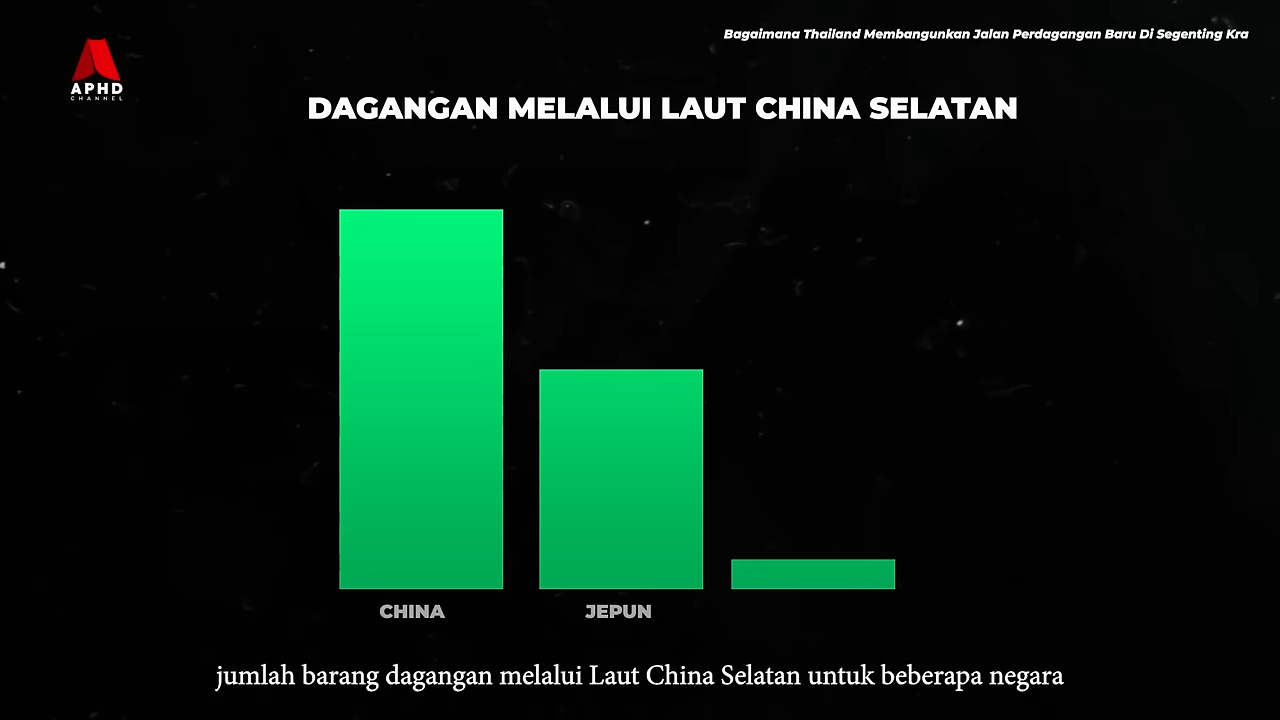 Bagaimana Thailand Membangunkan Jalan Perdagangan Baru Di Segenting Kra
APHD
CHANNEL
DAGANGAN MELALUI LAUT CHINA SELATAN
CHINA
JEPUN
jumlah barang dagangan melalui Laut China Selatan untuk beberapa negara